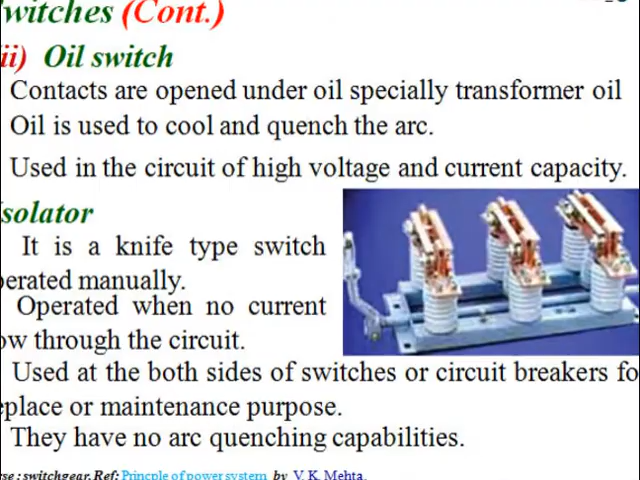 witches (Cont.)
ii) Oil switch
Contacts are opened under oil specially transformer oil
Oil is used to cool and quench the arc.
Used in the circuit of high voltage and current capacity.
solator
It is a knife type switch
perated manually.
Operated when no current
ow through the circuit.
Used at the both sides of switches or circuit breakers fo
eplace or maintenance purpose.
They have no arc quenching capabilities.
rse : switchgear, Ref: Princple of power system by V. K. Mehta.